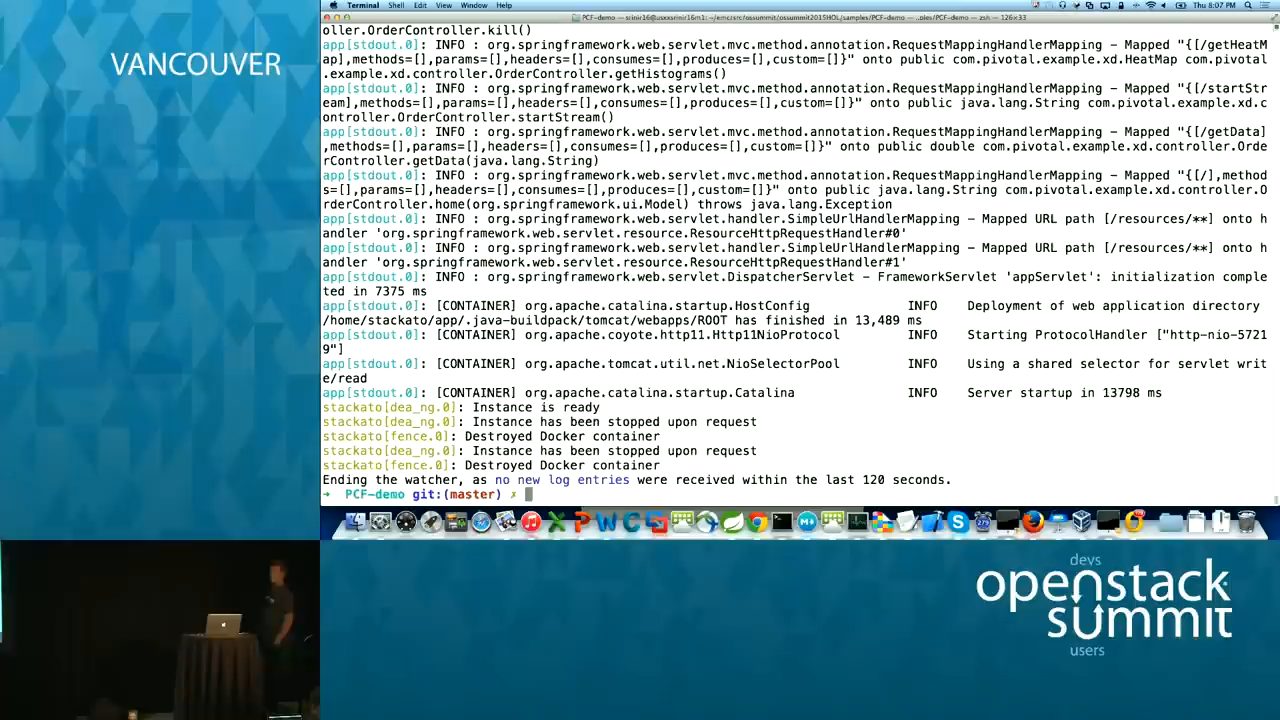 VANCOUVER
Terminal Shell Edit View Window Help
Thu 8:07 PM
oller.OrderController.kill()
app[stdout.0]: INFO : org.springframework.web.servlet.mvc.method.annotation.RequestMappingHandlerMapping - Mapped "{[/getHeatM
ap],methods=[],params=[],headers=[],consumes=[],produces=[],custom=[]}" onto public com.pivotal.example.xd.HeatMap com.pivotal
.example.xd.controller.OrderController.getHistograms()
app[stdout.0]: INFO : org.springframework.web.servlet.mvc.method.annotation.RequestMappingHandlerMapping - Mapped "{[/startStr
eam],methods=[],params=[],headers=[],consumes=[],produces=[],custom=[]}" onto public java.lang.String com.pivotal.example.xd.c
ontroller.OrderController.startStream()
app[stdout.0]: INFO : org.springframework.web.servlet.mvc.method.annotation.RequestMappingHandlerMapping - Mapped "{[/getData]
,methods=[],params=[],headers=[],consumes=[],produces=[],custom=[]}" onto public double com.pivotal.example.xd.controller.Orde
rController.getData(java.lang.String)
app[stdout.0]: INFO : org.springframework.web.servlet.mvc.method.annotation.RequestMappingHandlerMapping - Mapped "{[/],method
s=[],params=[],headers=[],consumes=[],produces=[],custom=[]}" onto public java.lang.String com.pivotal.example.xd.controller.O
rderController.home(org.springframework.ui.Model) throws java.lang.Exception
app[stdout.0]: INFO : org.springframework.web.servlet.handler.SimpleUrlHandlerMapping - Mapped URL path [/resources/**] onto h
andler 'org.springframework.web.servlet.resource.ResourceHttpRequestHandler#0'
app[stdout.0]: INFO : org.springframework.web.servlet.handler.SimpleUrlHandlerMapping - Mapped URL path [/resources/**] onto h
andler 'org.springframework.web.servlet.resource.ResourceHttpRequestHandler#1'
app[stdout.0]: INFO : org.springframework.web.servlet.DispatcherServlet - FrameworkServlet 'appServlet': initialization comple
ted in 7375 ms
app[stdout.0]: [CONTAINER] org.apache.catalina.startup.HostConfig INFO Deployment of web application directory
/home/stackato/app/.java-buildpack/tomcat/webapps/ROOT has finished in 13,489 ms
app[stdout.0]: [CONTAINER] org.apache.coyote.http11.Http11NioProtocol INFO Starting ProtocolHandler ["http-nio-5721
9"]
app[stdout.0]: [CONTAINER] org.apache.tomcat.util.net.NioSelectorPool INFO Using a shared selector for servlet writ
e/read
app[stdout.0]: [CONTAINER] org.apache.catalina.startup.Catalina INFO Server startup in 13798 ms
stackato[dea_ng.0]: Instance is ready
stackato[dea_ng.0]: Instance has been stopped upon request
stackato[fence.0]: Destroyed Docker container
stackato[dea_ng.0]: Instance has been stopped upon request
stackato[fence.0]: Destroyed Docker container
Ending the watcher, as no new log entries were received within the last 120 seconds.
➜ PCF-demo git:(master) ✗
devs
openstack
summit
users